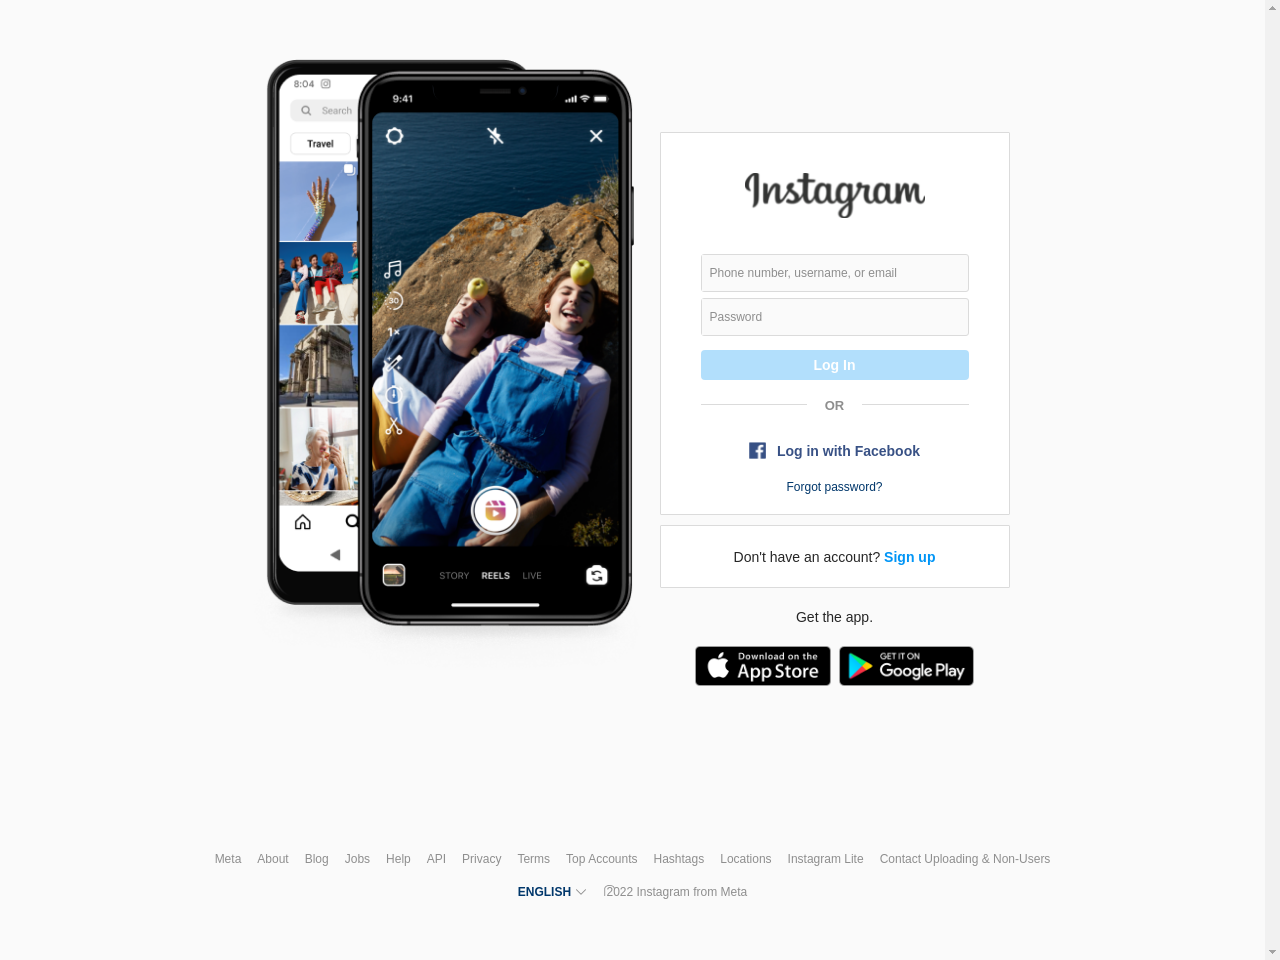 8:04
Search
Travel
9:41
30
1×
STORY REELS LIVE
Instagram
Phone number, username, or email
Password
Log In
OR
Log in with Facebook
Forgot password?
Don't have an account? Sign up
Get the app.
Download on the
App Store
GET IT ON
Google Play
Meta About Blog Jobs Help API Privacy Terms Top Accounts Hashtags Locations Instagram Lite Contact Uploading & Non-Users
ENGLISH 2022 Instagram from Meta